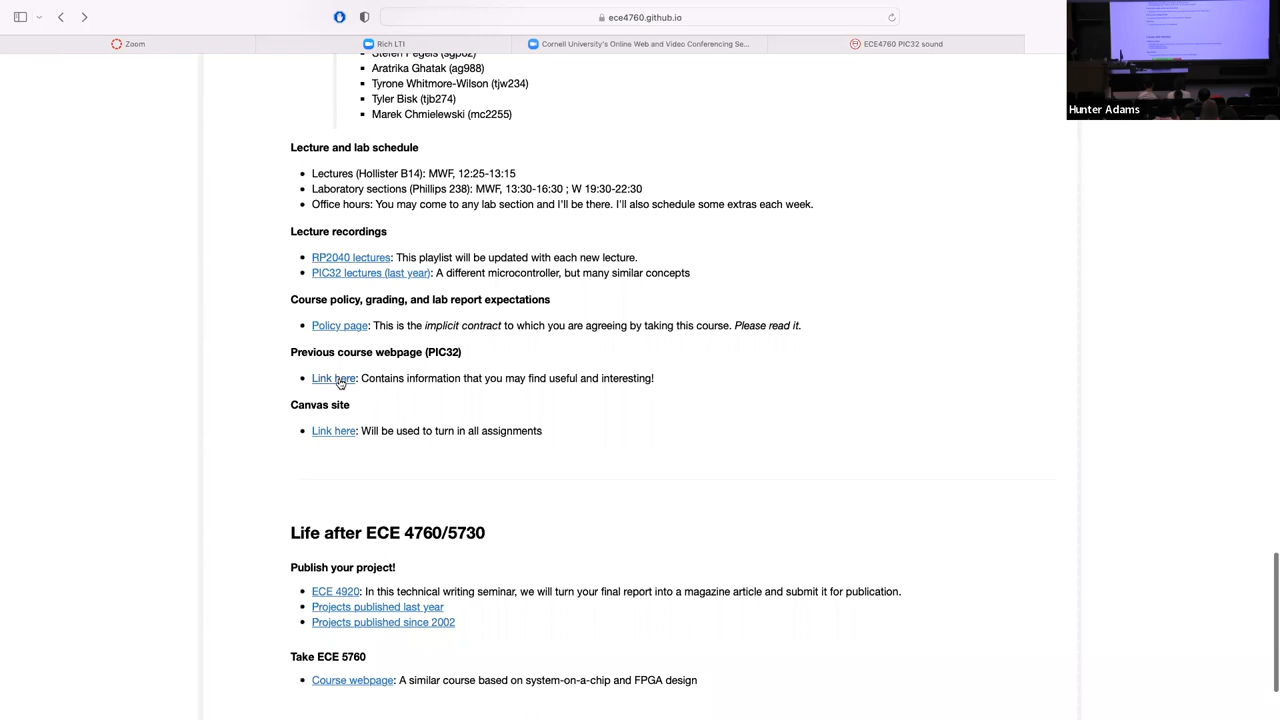 ece4760.github.io
Zoom
Rich LTI
Cornell University's Online Web and Video Conferencing Se...
ECE4760 PIC32 sound
Hunter Adams
Aratrika Ghatak (ag988)
Tyrone Whitmore-Wilson (tjw234)
Tyler Bisk (tjb274)
Marek Chmielewski (mc2255)
Lecture and lab schedule
Lectures (Hollister B14): MWF, 12:25-13:15
Laboratory sections (Phillips 238): MWF, 13:30-16:30 ; W 19:30-22:30
Office hours: You may come to any lab section and I'll be there. I'll also schedule some extras each week.
Lecture recordings
RP2040 lectures: This playlist will be updated with each new lecture.
PIC32 lectures (last year): A different microcontroller, but many similar concepts
Course policy, grading, and lab report expectations
Policy page: This is the implicit contract to which you are agreeing by taking this course. Please read it.
Previous course webpage (PIC32)
Link here: Contains information that you may find useful and interesting!
Canvas site
Link here: Will be used to turn in all assignments
Life after ECE 4760/5730
Publish your project!
ECE 4920: In this technical writing seminar, we will turn your final report into a magazine article and submit it for publication.
Projects published last year
Projects published since 2002
Take ECE 5760
Course webpage: A similar course based on system-on-a-chip and FPGA design